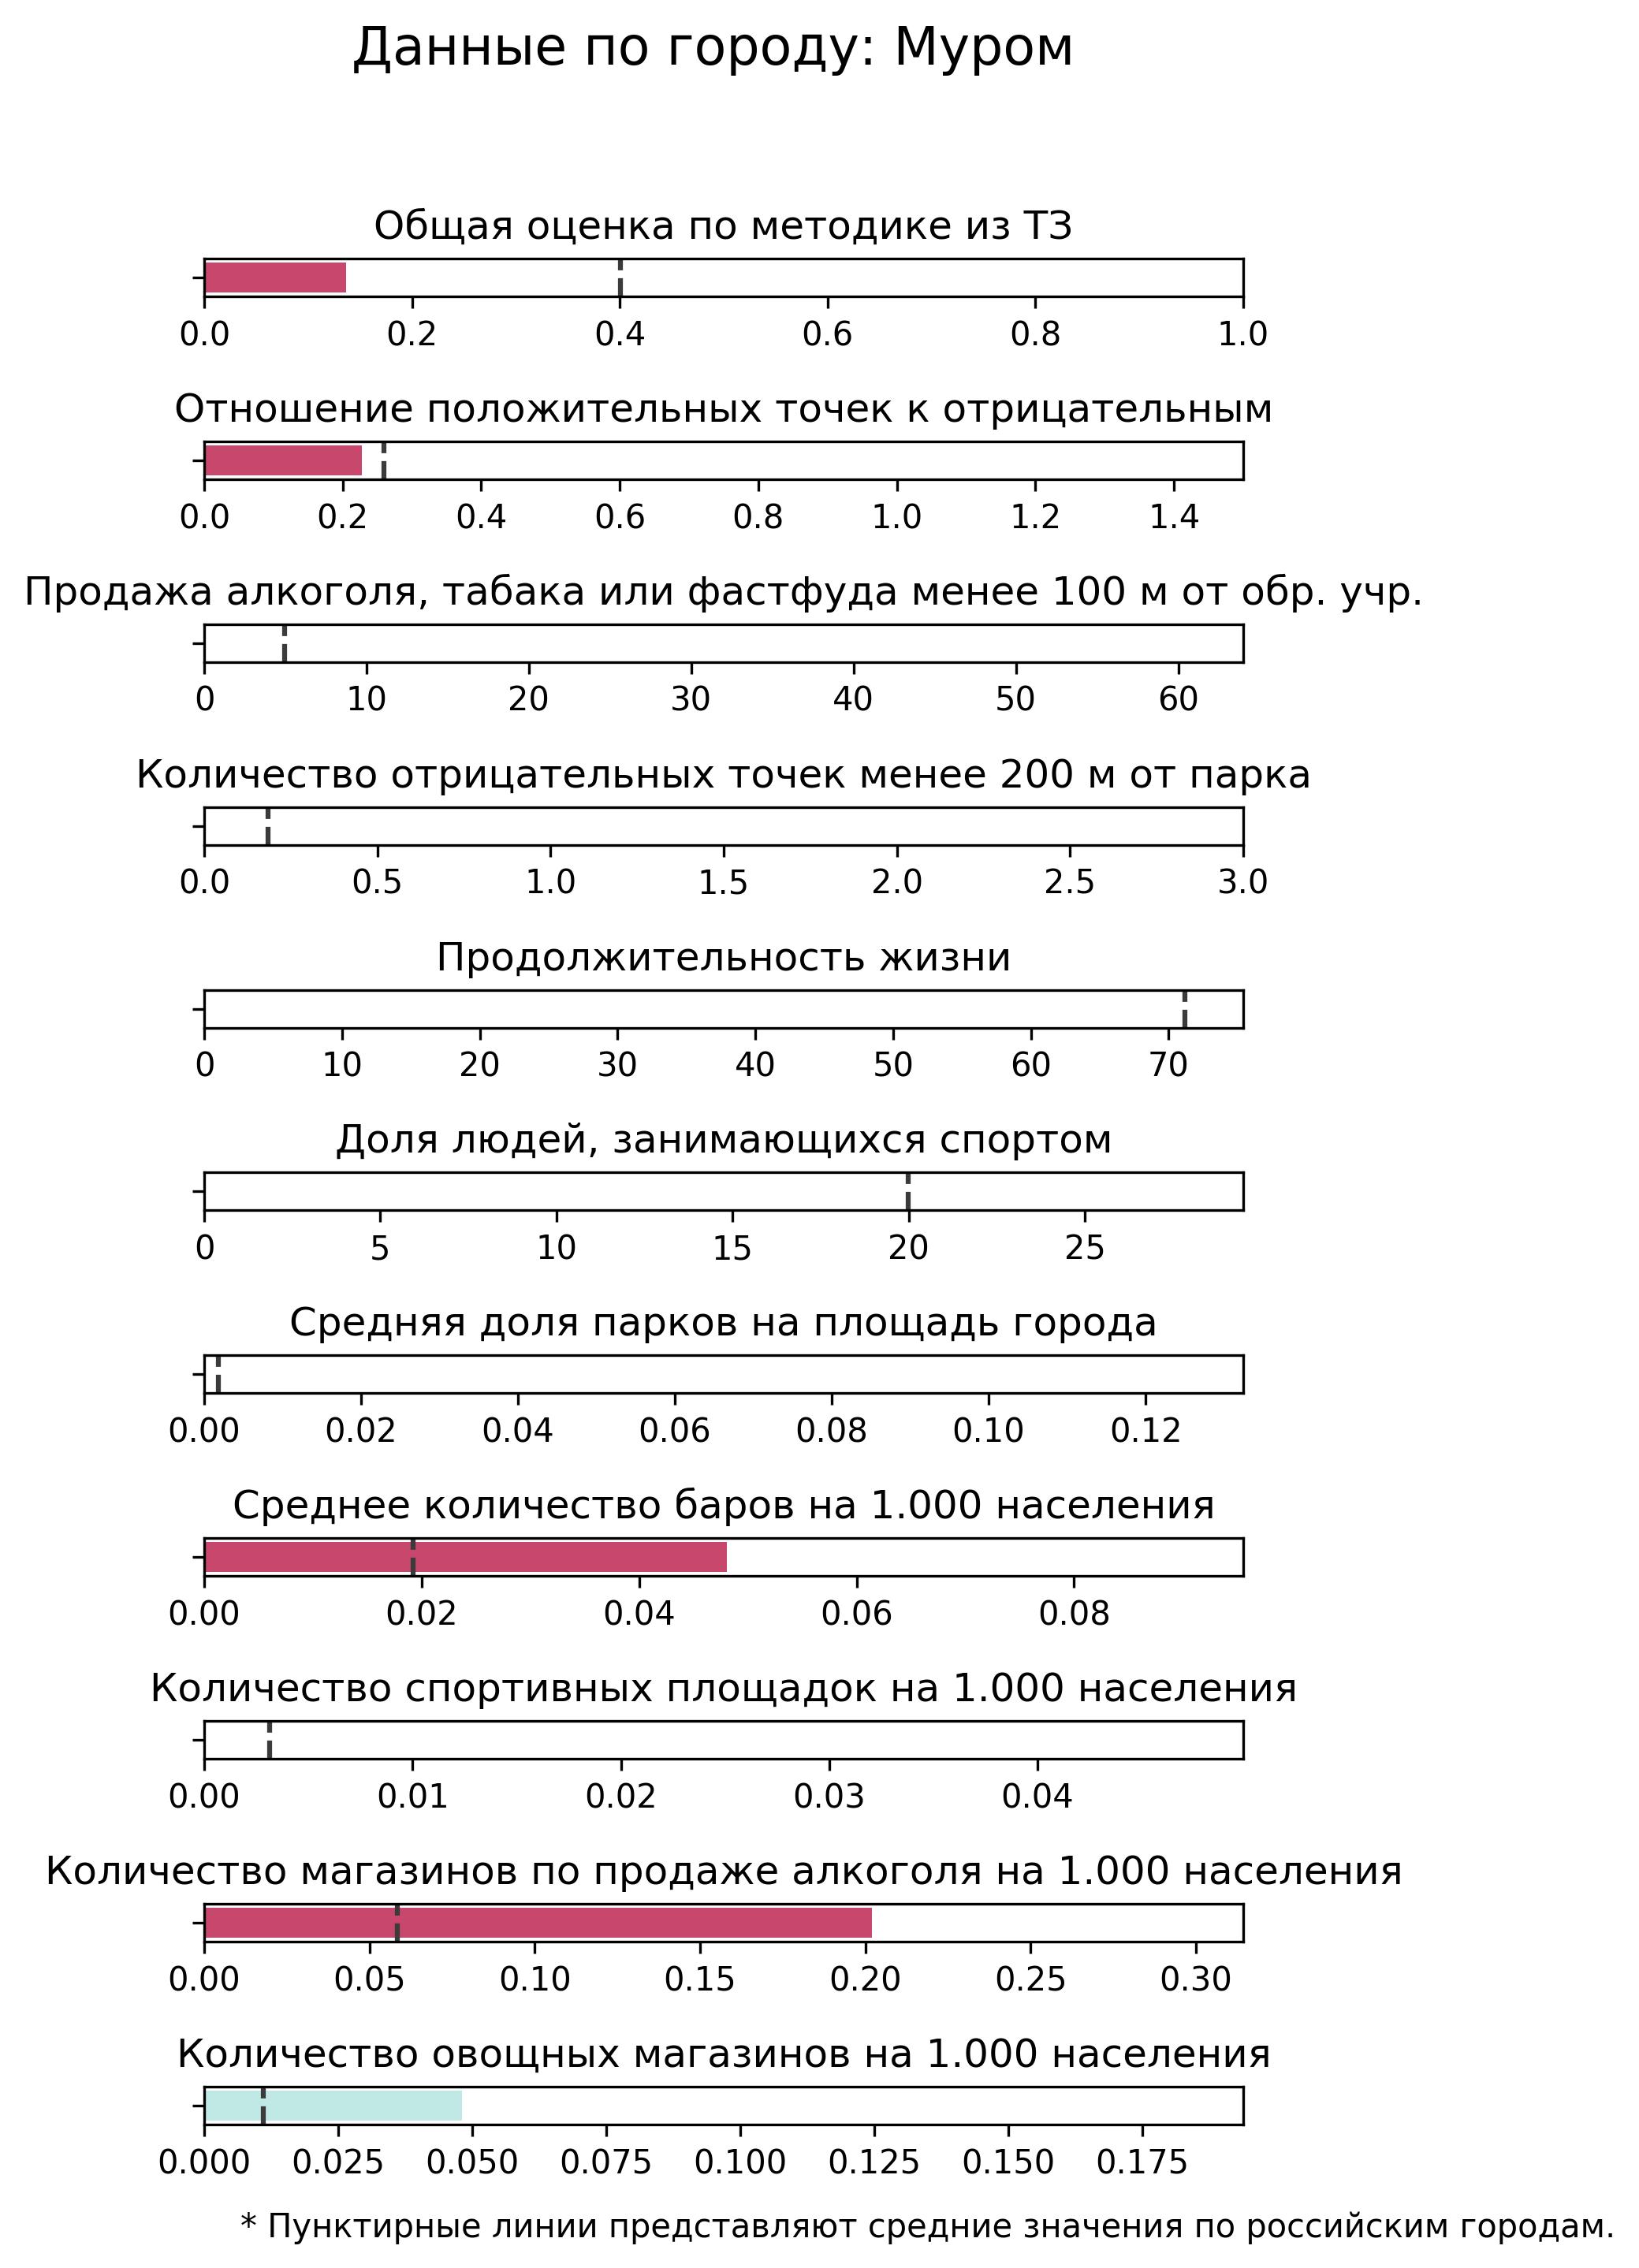 Данные по городу: Муром
Общая оценка по методике из ТЗ
0.0 0.2 0.4 0.6 0.8 1.0
Отношение положительных точек к отрицательным
0.0 0.2 0.4 0.6 0.8 1.0 1.2 1.4
Продажа алкоголя, табака или фастфуда менее 100 м от обр. учр.
0 10 20 30 40 50 60
Количество отрицательных точек менее 200 м от парка
0.0 0.5 1.0 1.5 2.0 2.5 3.0
Продолжительность жизни
0 10 20 30 40 50 60 70
Доля людей, занимающихся спортом
0 5 10 15 20 25
Средняя доля парков на площадь города
0.00 0.02 0.04 0.06 0.08 0.10 0.12
Среднее количество баров на 1.000 населения
0.00 0.02 0.04 0.06 0.08
Количество спортивных площадок на 1.000 населения
0.00 0.01 0.02 0.03 0.04
Количество магазинов по продаже алкоголя на 1.000 населения
0.00 0.05 0.10 0.15 0.20 0.25 0.30
Количество овощных магазинов на 1.000 населения
0.000 0.025 0.050 0.075 0.100 0.125 0.150 0.175
* Пунктирные линии представляют средние значения по российским городам.